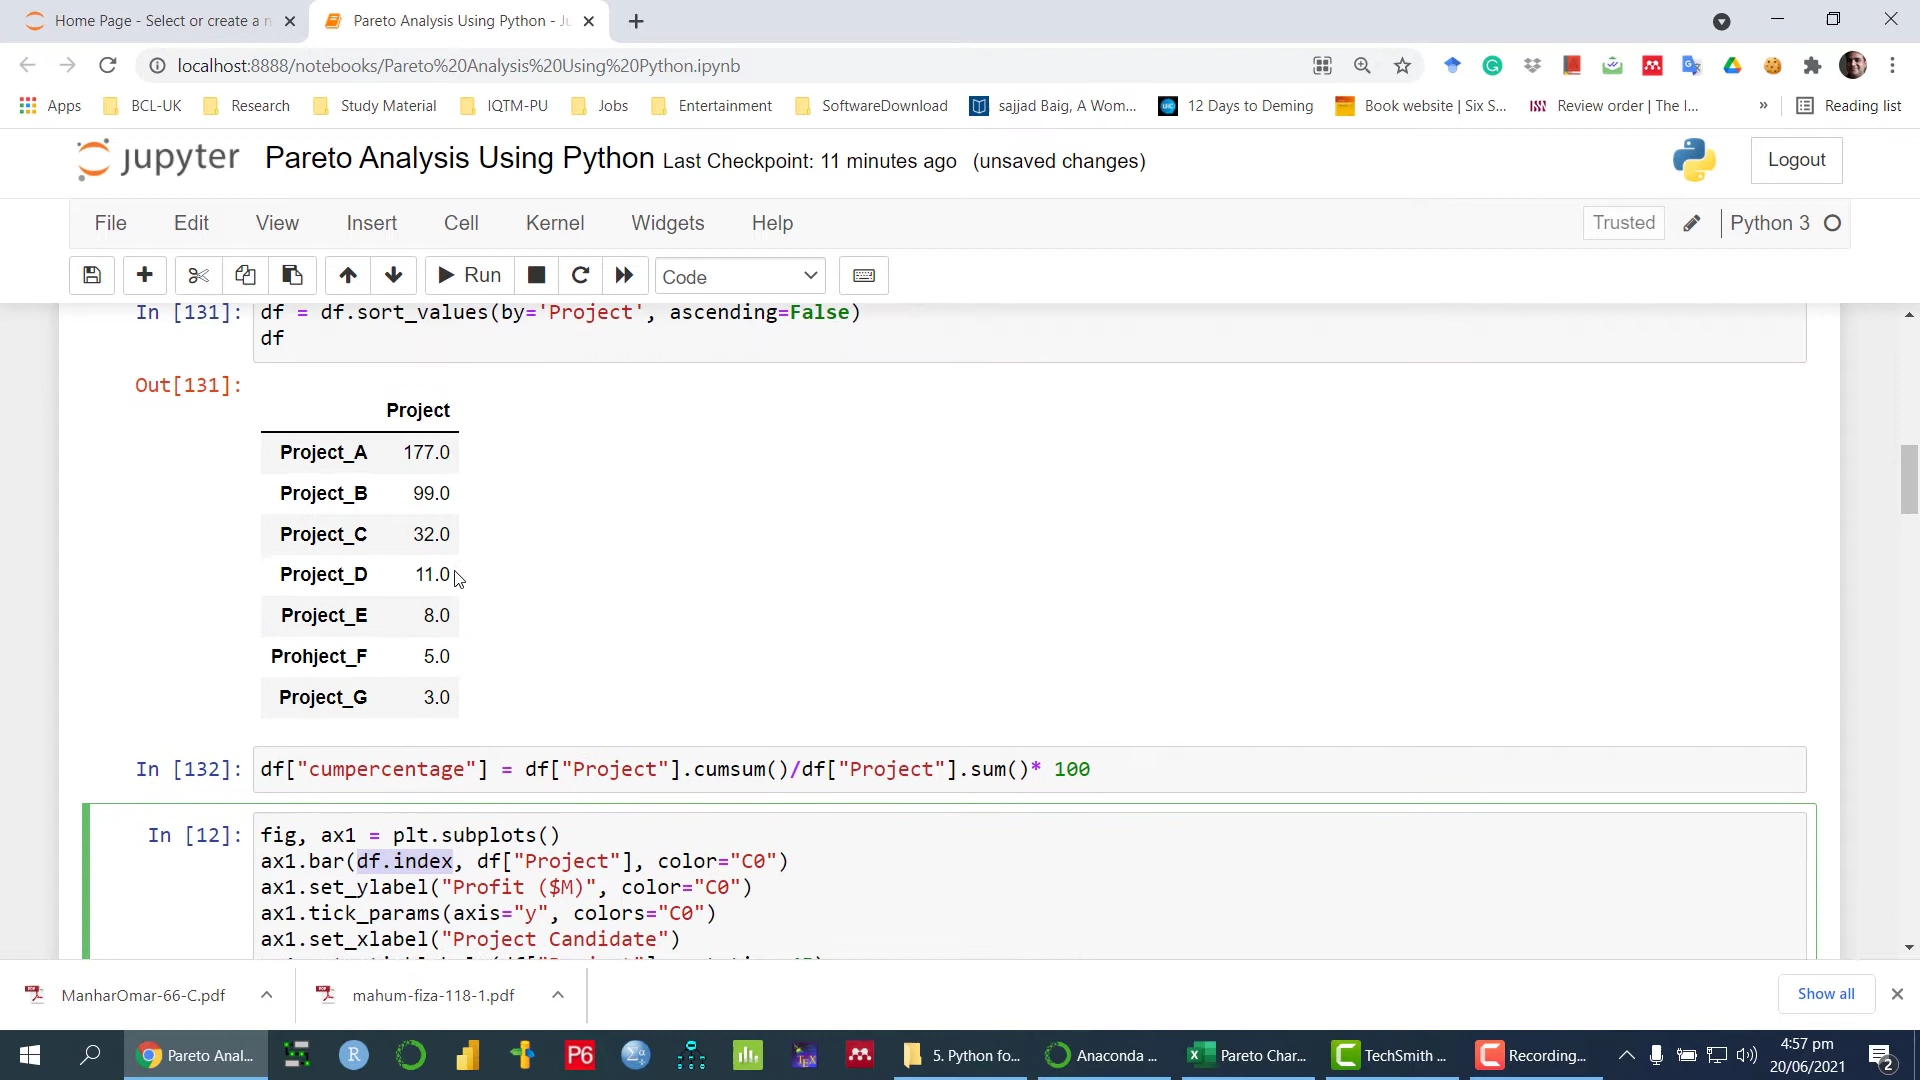 Home Page - Select or create a n
Pareto Analysis Using Python - Ju
localhost:8888/notebooks/Pareto%20Analysis%20Using%20Python.ipynb
Apps BCL-UK Research Study Material IQTM-PU Jobs Entertainment SoftwareDownload sajjad Baig, A Wom... 12 Days to Deming Book website | Six S... Review order | The I... » Reading list
jupyter Pareto Analysis Using Python Last Checkpoint: 11 minutes ago (unsaved changes) Logout
File Edit View Insert Cell Kernel Widgets Help Trusted Python 3
Run Code
In [131]: df = df.sort_values(by='Project', ascending=False)
df
Out[131]:
Project
Project_A 177.0
Project_B 99.0
Project_C 32.0
Project_D 11.0
Project_E 8.0
Prohject_F 5.0
Project_G 3.0
In [132]: df["cumpercentage"] = df["Project"].cumsum()/df["Project"].sum()* 100
In [12]: fig, ax1 = plt.subplots()
ax1.bar(df.index, df["Project"], color="C0")
ax1.set_ylabel("Profit ($M)", color="C0")
ax1.tick_params(axis="y", colors="C0")
ax1.set_xlabel("Project Candidate")
ManharOmar-66-C.pdf mahum-fiza-118-1.pdf Show all
Pareto Anal... R P6 5. Python fo... Anaconda ... Pareto Char... TechSmith ... Recording... 4:57 pm
20/06/2021 2